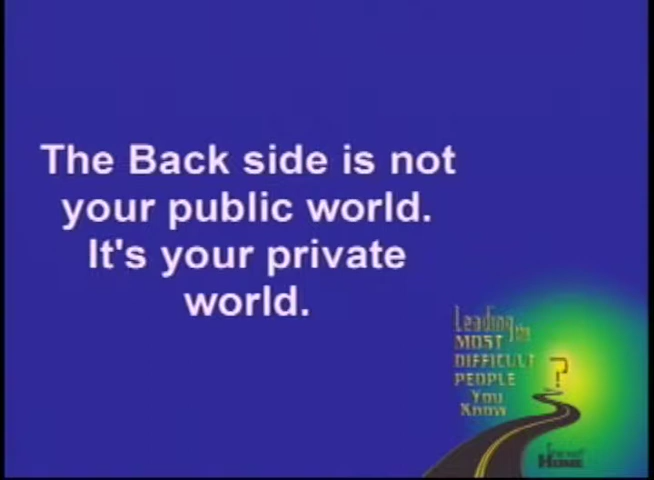 The Back side is not
your public world.
It's your private
world.
Leading the
MOST
DIFFICULT
PEOPLE
You
Know
?
HOME